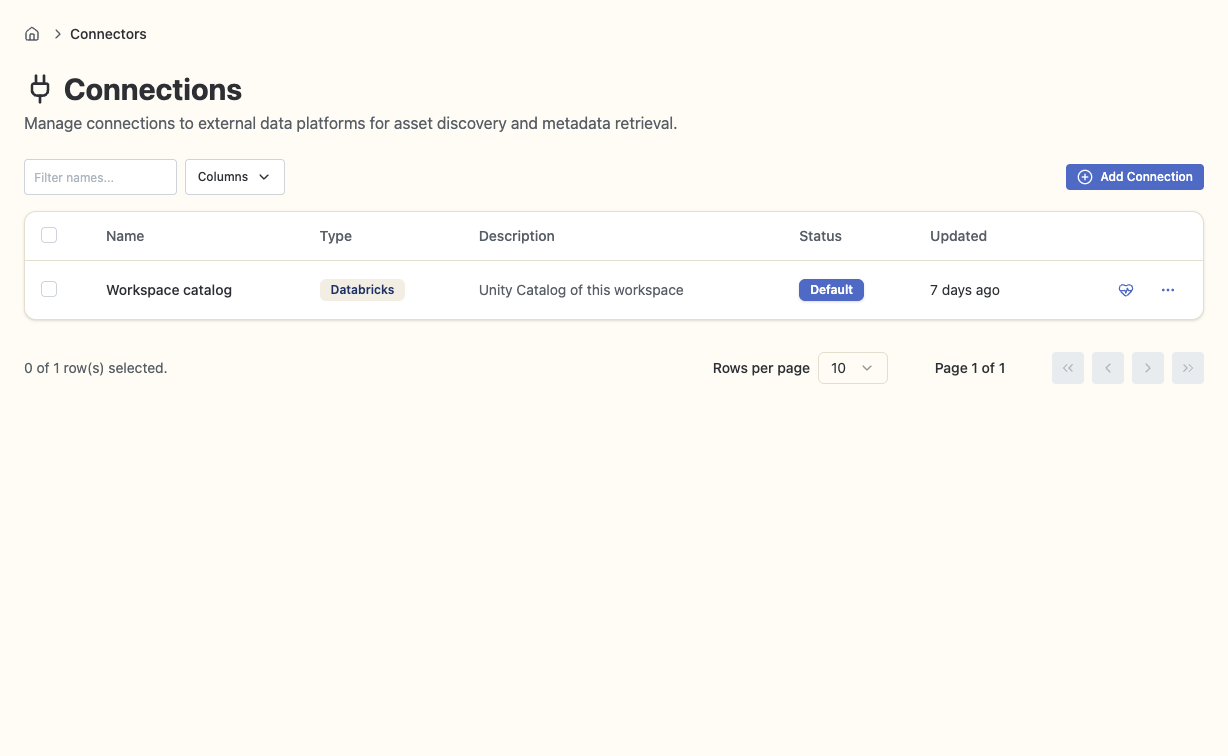 Connectors
Connections
Manage connections to external data platforms for asset discovery and metadata retrieval.
Filter names...
Columns
Add Connection
Name Type Description Status Updated
Workspace catalog Databricks Unity Catalog of this workspace Default 7 days ago
0 of 1 row(s) selected. Rows per page 10 Page 1 of 1